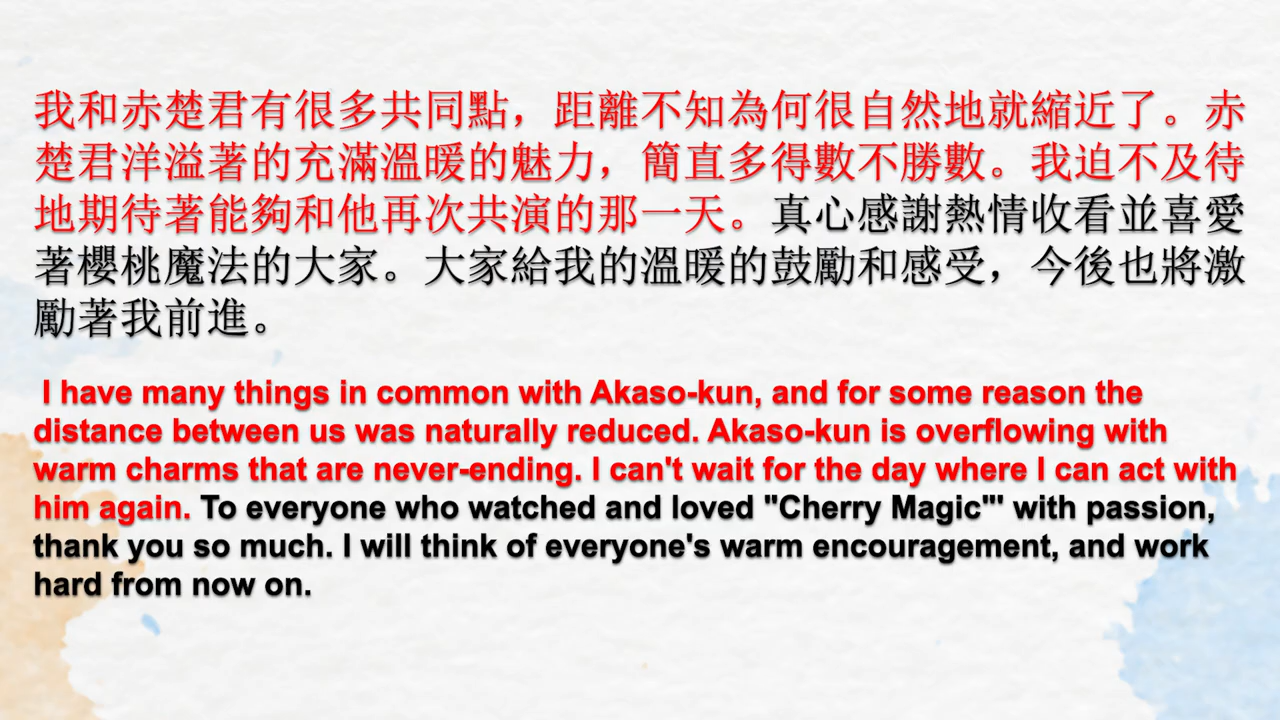 我和赤楚君有很多共同點，距離不知為何很自然地就縮近了。赤
楚君洋溢著的充滿溫暖的魅力，簡直多得數不勝數。我迫不及待
地期待著能夠和他再次共演的那一天。真心感謝熱情收看並喜愛
著櫻桃魔法的大家。大家給我的溫暖的鼓勵和感受，今後也將激
勵著我前進。
I have many things in common with Akaso-kun, and for some reason the
distance between us was naturally reduced. Akaso-kun is overflowing with
warm charms that are never-ending. I can't wait for the day where I can act with
him again. To everyone who watched and loved "Cherry Magic"' with passion,
thank you so much. I will think of everyone's warm encouragement, and work
hard from now on.